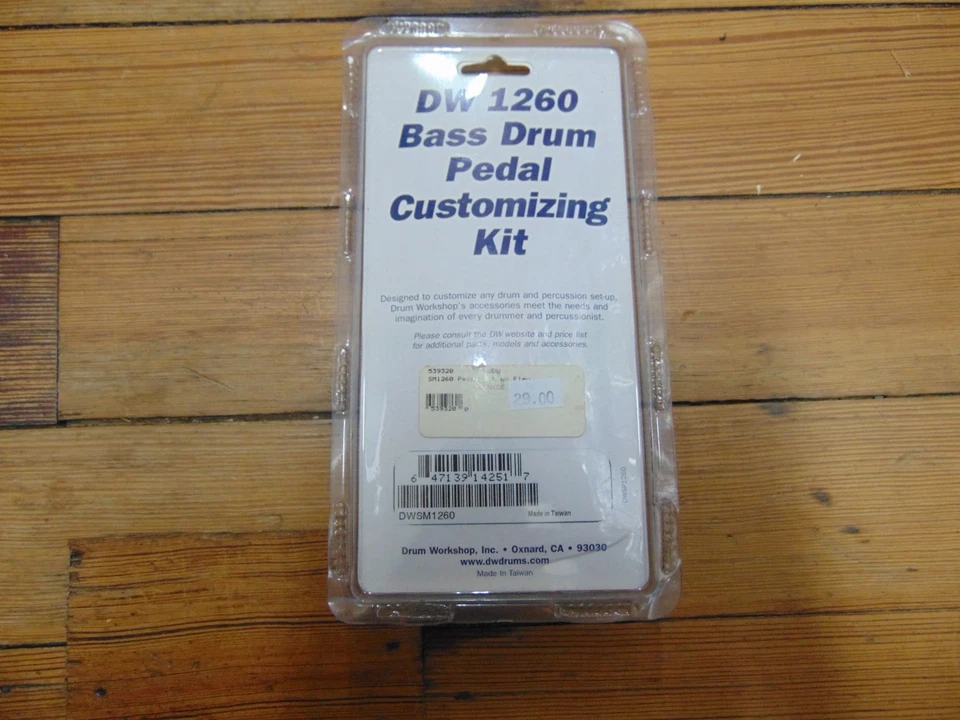 DW 1260
Bass Drum
Pedal
Customizing
Kit
Designed to customize any drum and percussion set-up,
Drum Workshop's accessories meet the needs and
imagination of every drummer and percussionist.
Please consult the DW website and price list
for additional parts, models and accessories.
539320
SM1260
29.00
539320 0
6 47139 14251 7
DWSM1260 Made in Taiwan
Drum Workshop, Inc. • Oxnard, CA • 93030
www.dwdrums.com
Made In Taiwan